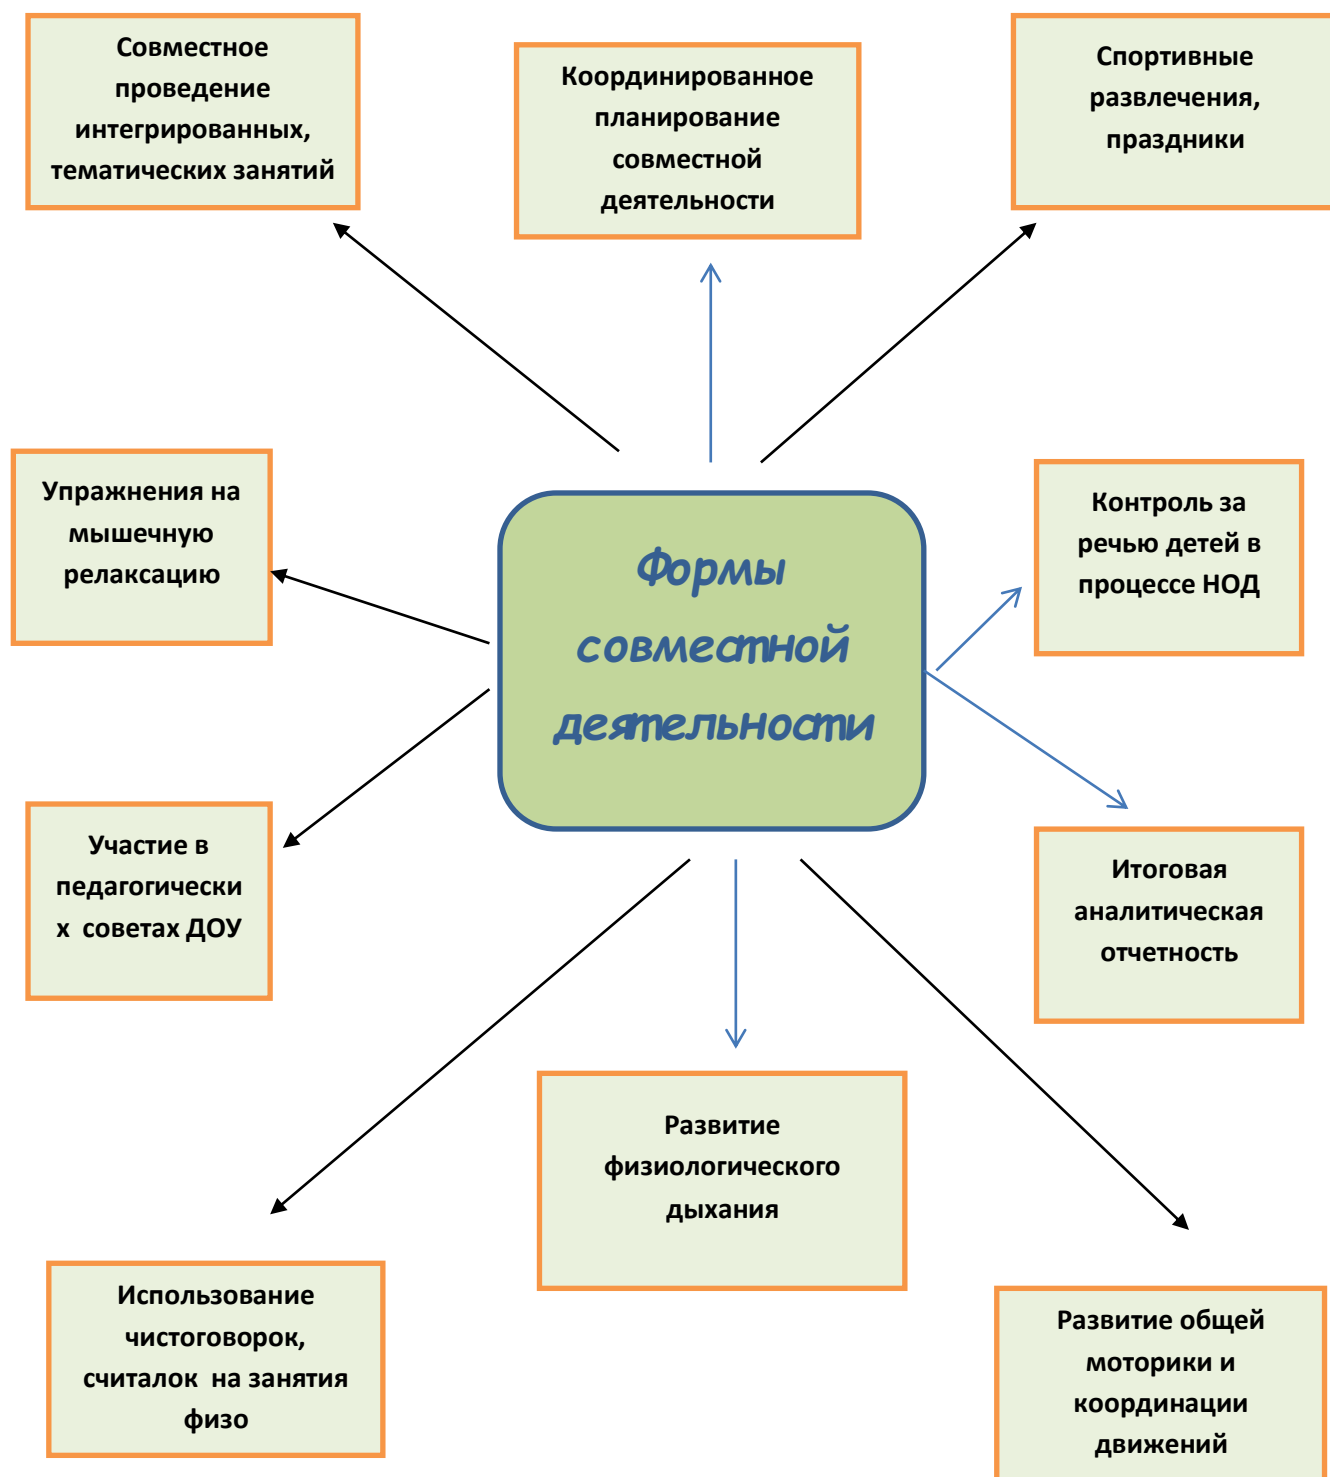 Совместное
проведение
интегрированных,
тематических занятий
Координированное
планирование
совместной
деятельности
Спортивные
развлечения,
праздники
Упражнения на
мышечную
релаксацию
Формы
совместной
деятельности
Контроль за
речью детей в
процессе НОД
Участие в
педагогически
х советах ДОУ
Итоговая
аналитическая
отчетность
Развитие
физиологического
дыхания
Использование
чистоговорок,
считалок на занятия
физо
Развитие общей
моторики и
координации
движений